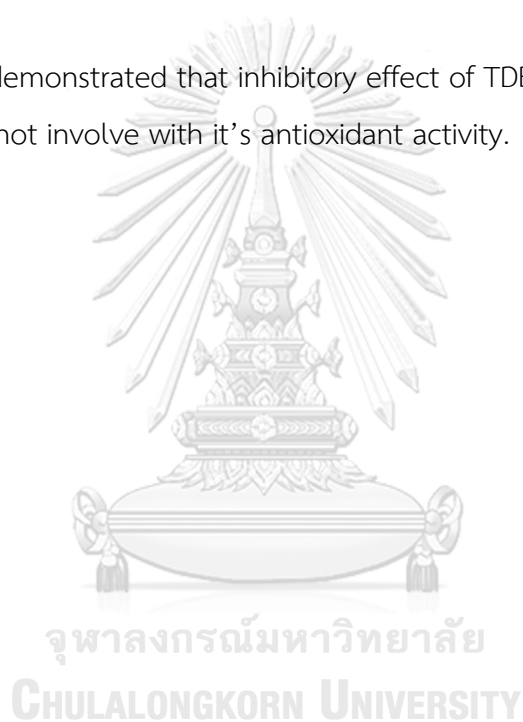 demonstrated that inhibitory effect of TDE
not involve with it's antioxidant activity.
จุฬาลงกรณ์มหาวิทยาลัย
CHULALONGKORN UNIVERSITY